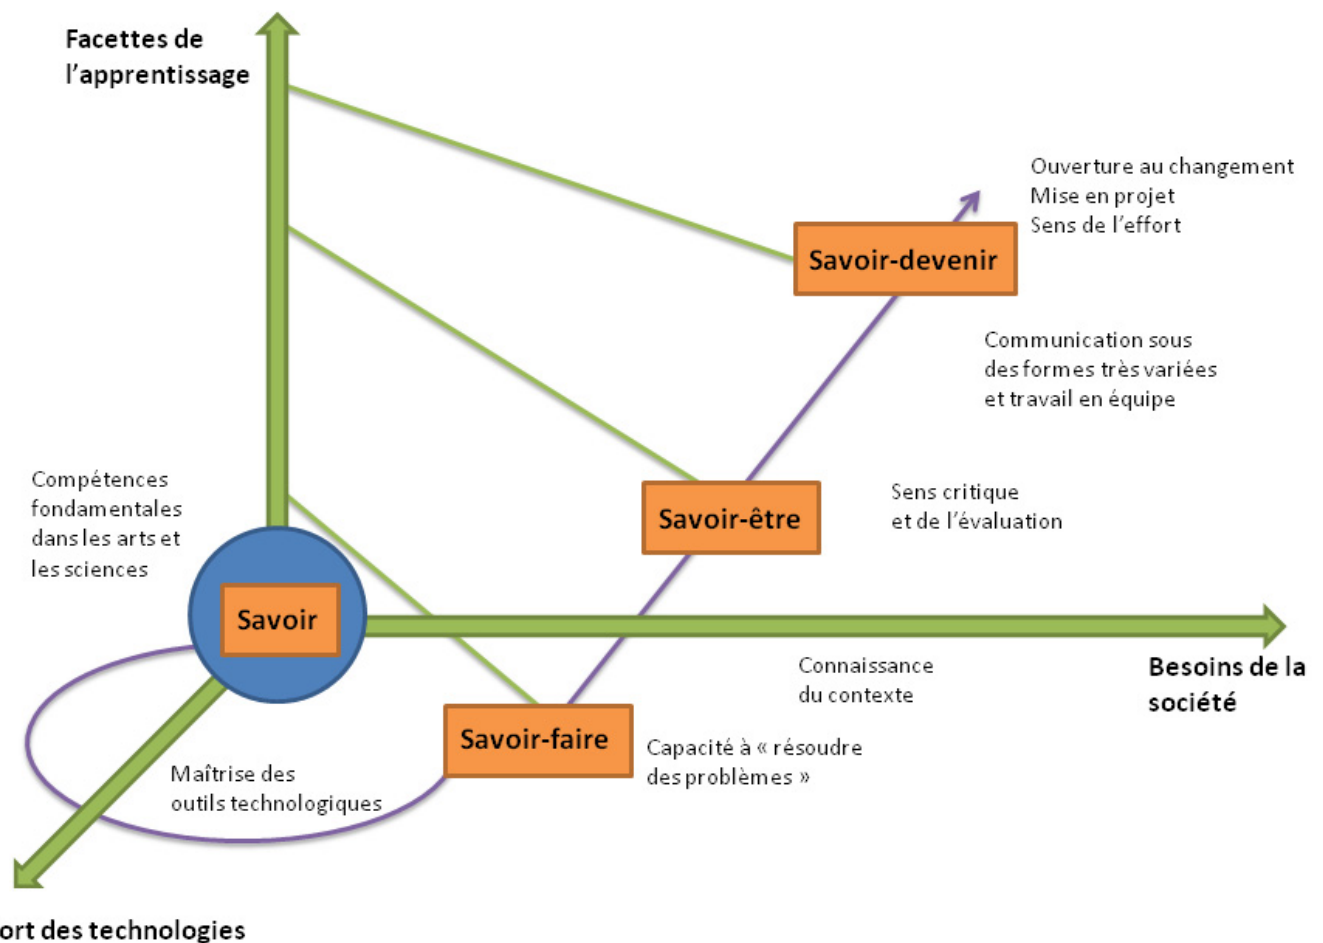 Facettes de
l'apprentissage
Ouverture au changement
Mise en projet
Sens de l'effort
Savoir-devenir
Communication sous
des formes très variées
et travail en équipe
Compétences
fondamentales
dans les arts et
les sciences
Savoir-être
Sens critique
et de l'évaluation
Savoir
Connaissance
du contexte
Besoins de la
société
Savoir-faire
Capacité à « résoudre
des problèmes »
Maîtrise des
outils technologiques
ort des technologies